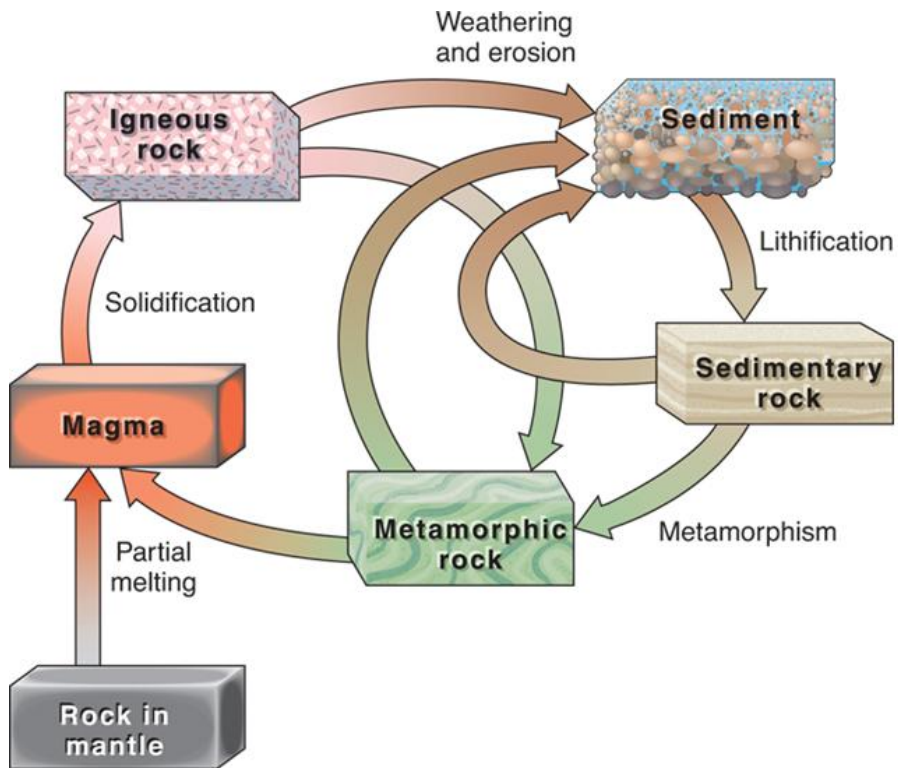 Weathering
and erosion
Igneous
rock
Sediment
Lithification
Solidification
Sedimentary
rock
Magma
Metamorphic
rock
Metamorphism
Partial
melting
Rock in
mantle